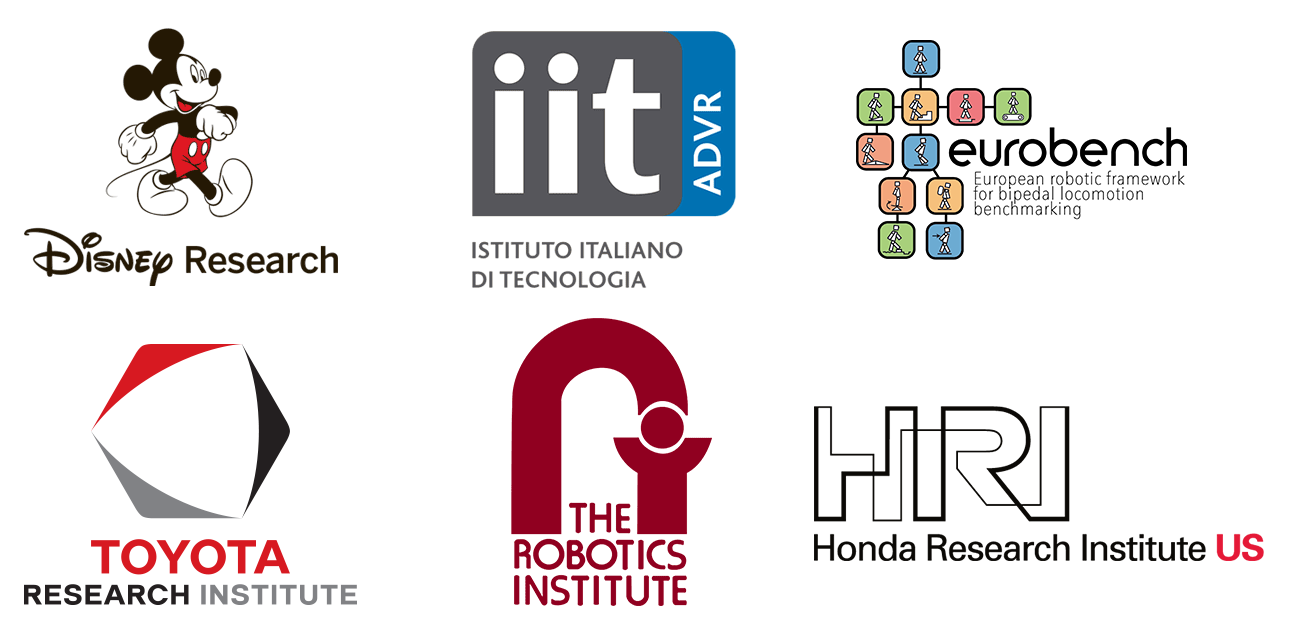 Disney Research
iit
ADVR
ISTITUTO ITALIANO
DI TECNOLOGIA
eurobench
European robotic framework
for bipedal locomotion
benchmarking
TOYOTA
RESEARCH INSTITUTE
THE
ROBOTICS
INSTITUTE
HRI
Honda Research Institute US